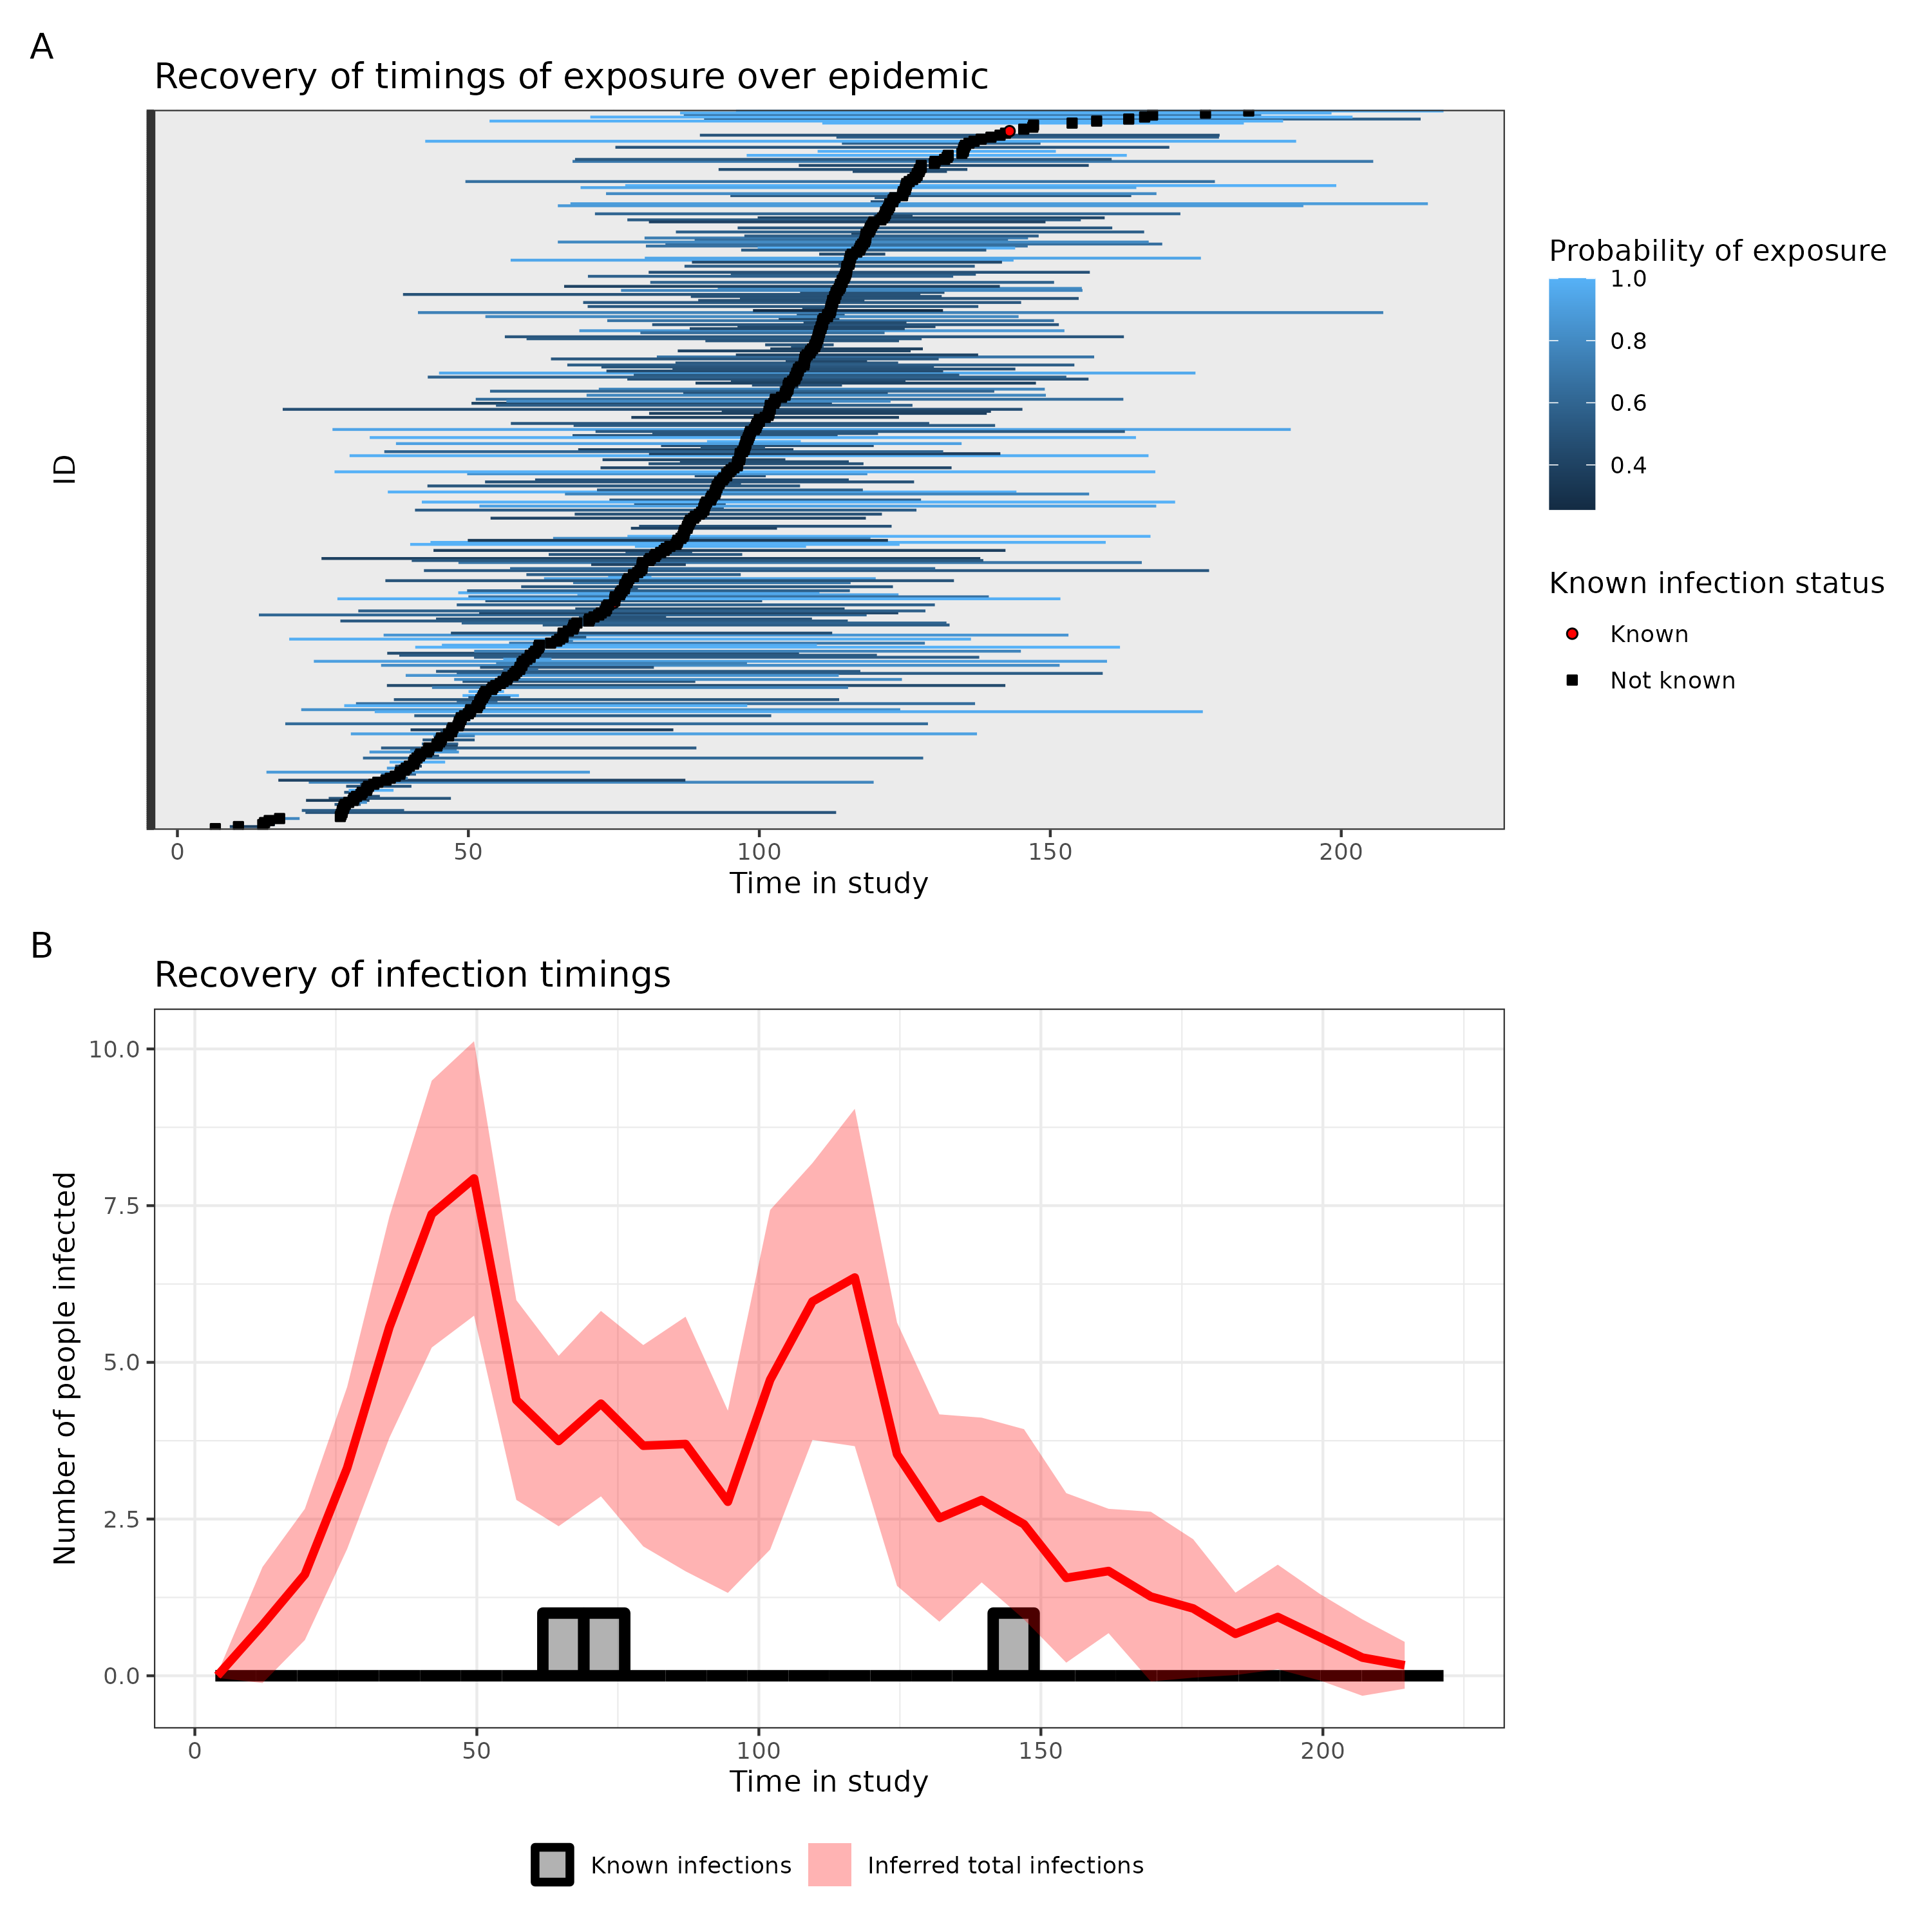 A
Recovery of timings of exposure over epidemic
ID
0 50 100 150 200
Time in study
Probability of exposure
1.0
0.8
0.6
0.4
Known infection status
Known
Not known
B
Recovery of infection timings
Number of people infected
10.0
7.5
5.0
2.5
0.0
0 50 100 150 200
Time in study
Known infections Inferred total infections